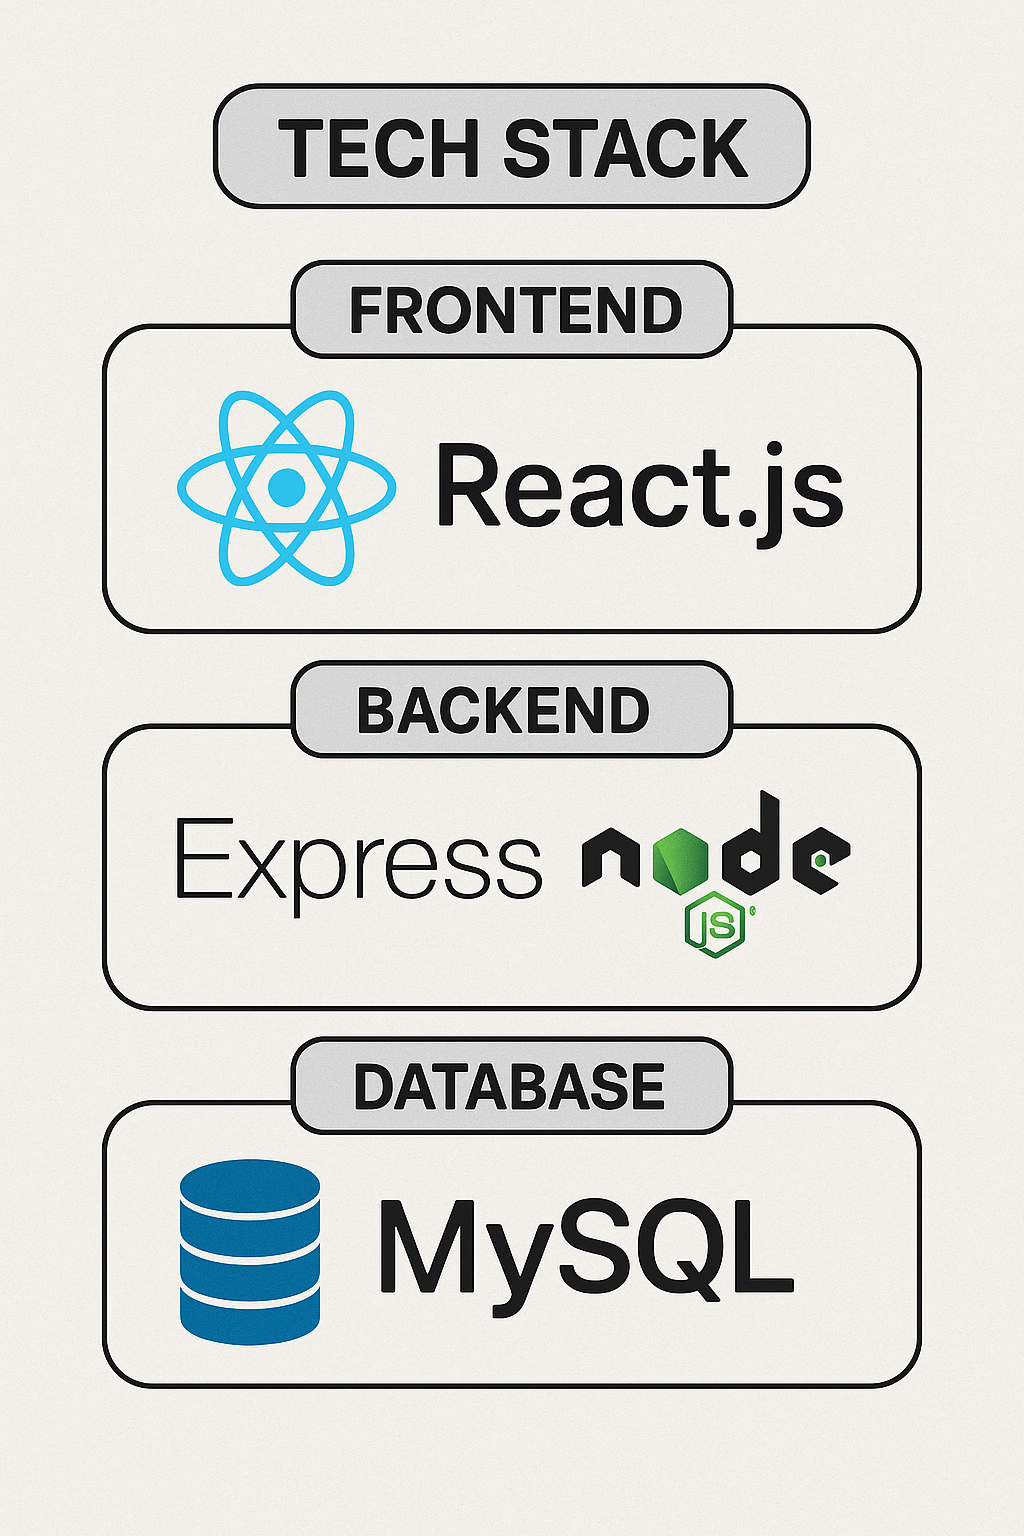 TECH STACK
FRONTEND
React.js
BACKEND
Express node
JS
DATABASE
MySQL